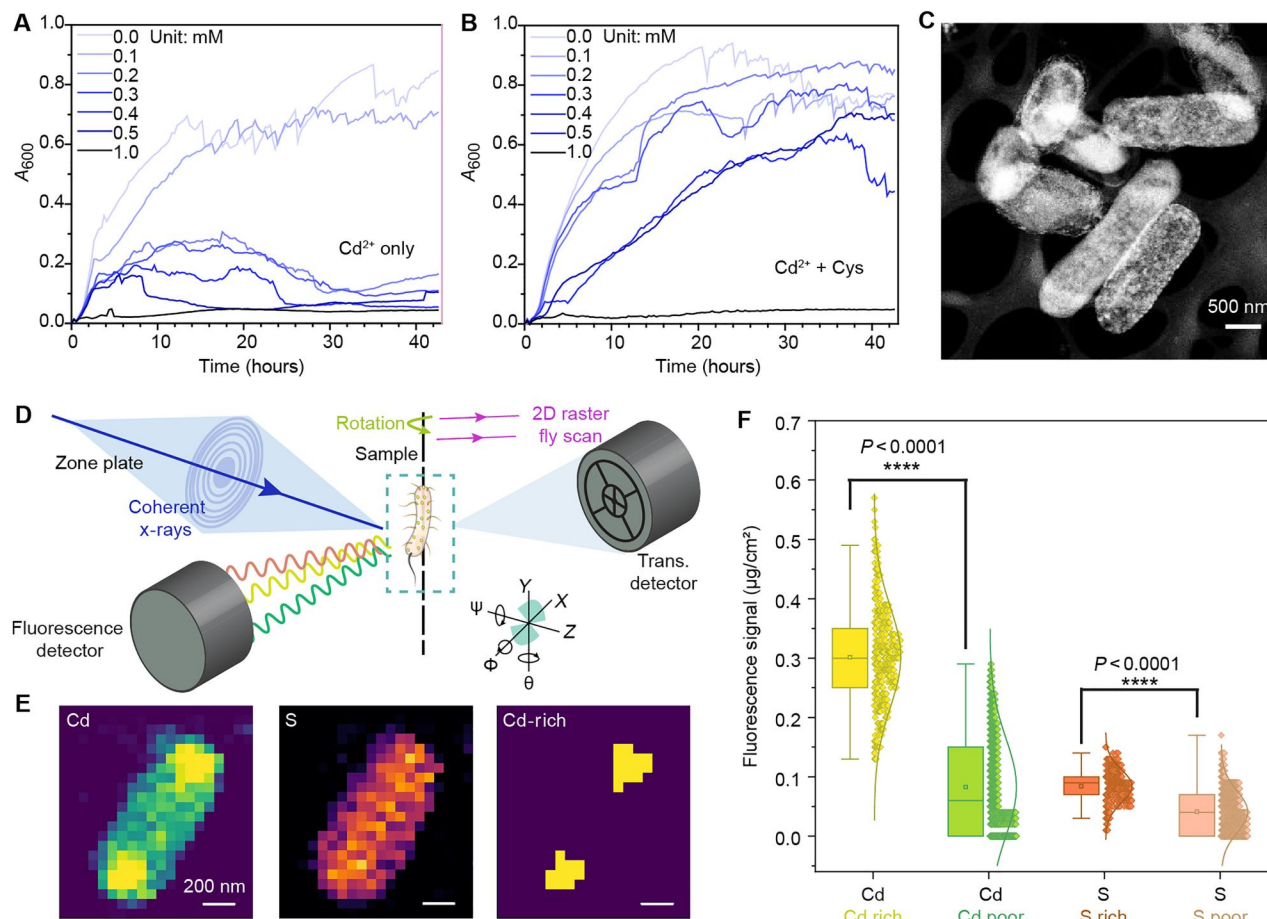 A
1.0
0.8
0.6
0.4
0.2
0.0
A600
0.0 Unit: mM
0.1
0.2
0.3
0.4
0.5
1.0
Cd2+ only
0 10 20 30 40
Time (hours)
B
1.0
0.8
0.6
0.4
0.2
0.0
A600
0.0 Unit: mM
0.1
0.2
0.3
0.4
0.5
1.0
Cd2+ + Cys
0 10 20 30 40
Time (hours)
C
500 nm
D
Zone plate
Coherent
x-rays
Rotation
Sample
2D raster
fly scan
Trans.
detector
Fluorescence
detector
Y
X
Z
Ψ
Φ
θ
E
Cd
200 nm
S
Cd-rich
F
Fluorescence signal (µg/cm²)
0.7
0.6
0.5
0.4
0.3
0.2
0.1
0.0
P < 0.0001
****
P < 0.0001
****
Cd Cd S S
Cd rich Cd poor S rich S poor